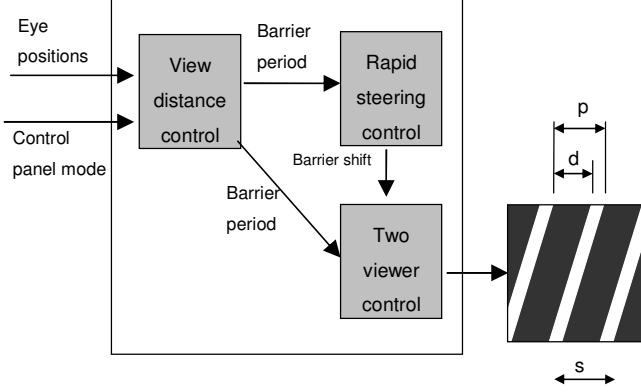 Eye
positions
Control
panel mode
View
distance
control
Barrier
period
Rapid
steering
control
Barrier shift
Barrier
period
Two
viewer
control
p
d
s